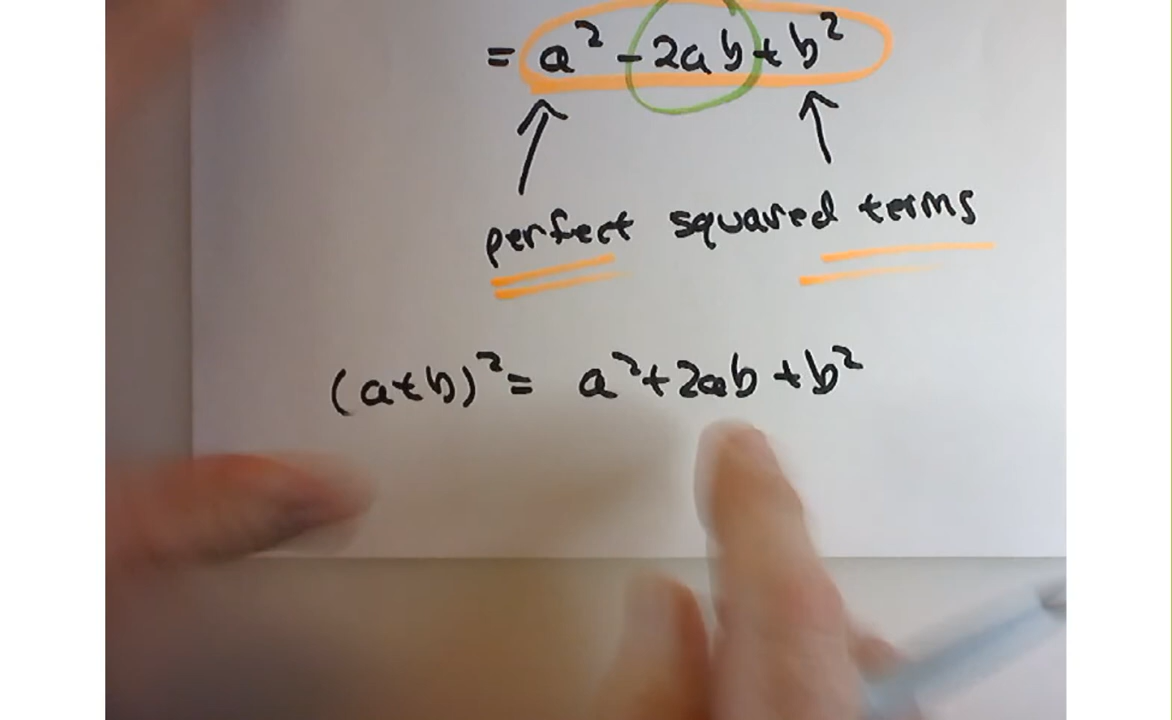 = a² - 2ab + b²
perfect squared terms
(a+b)² = a² + 2ab + b²